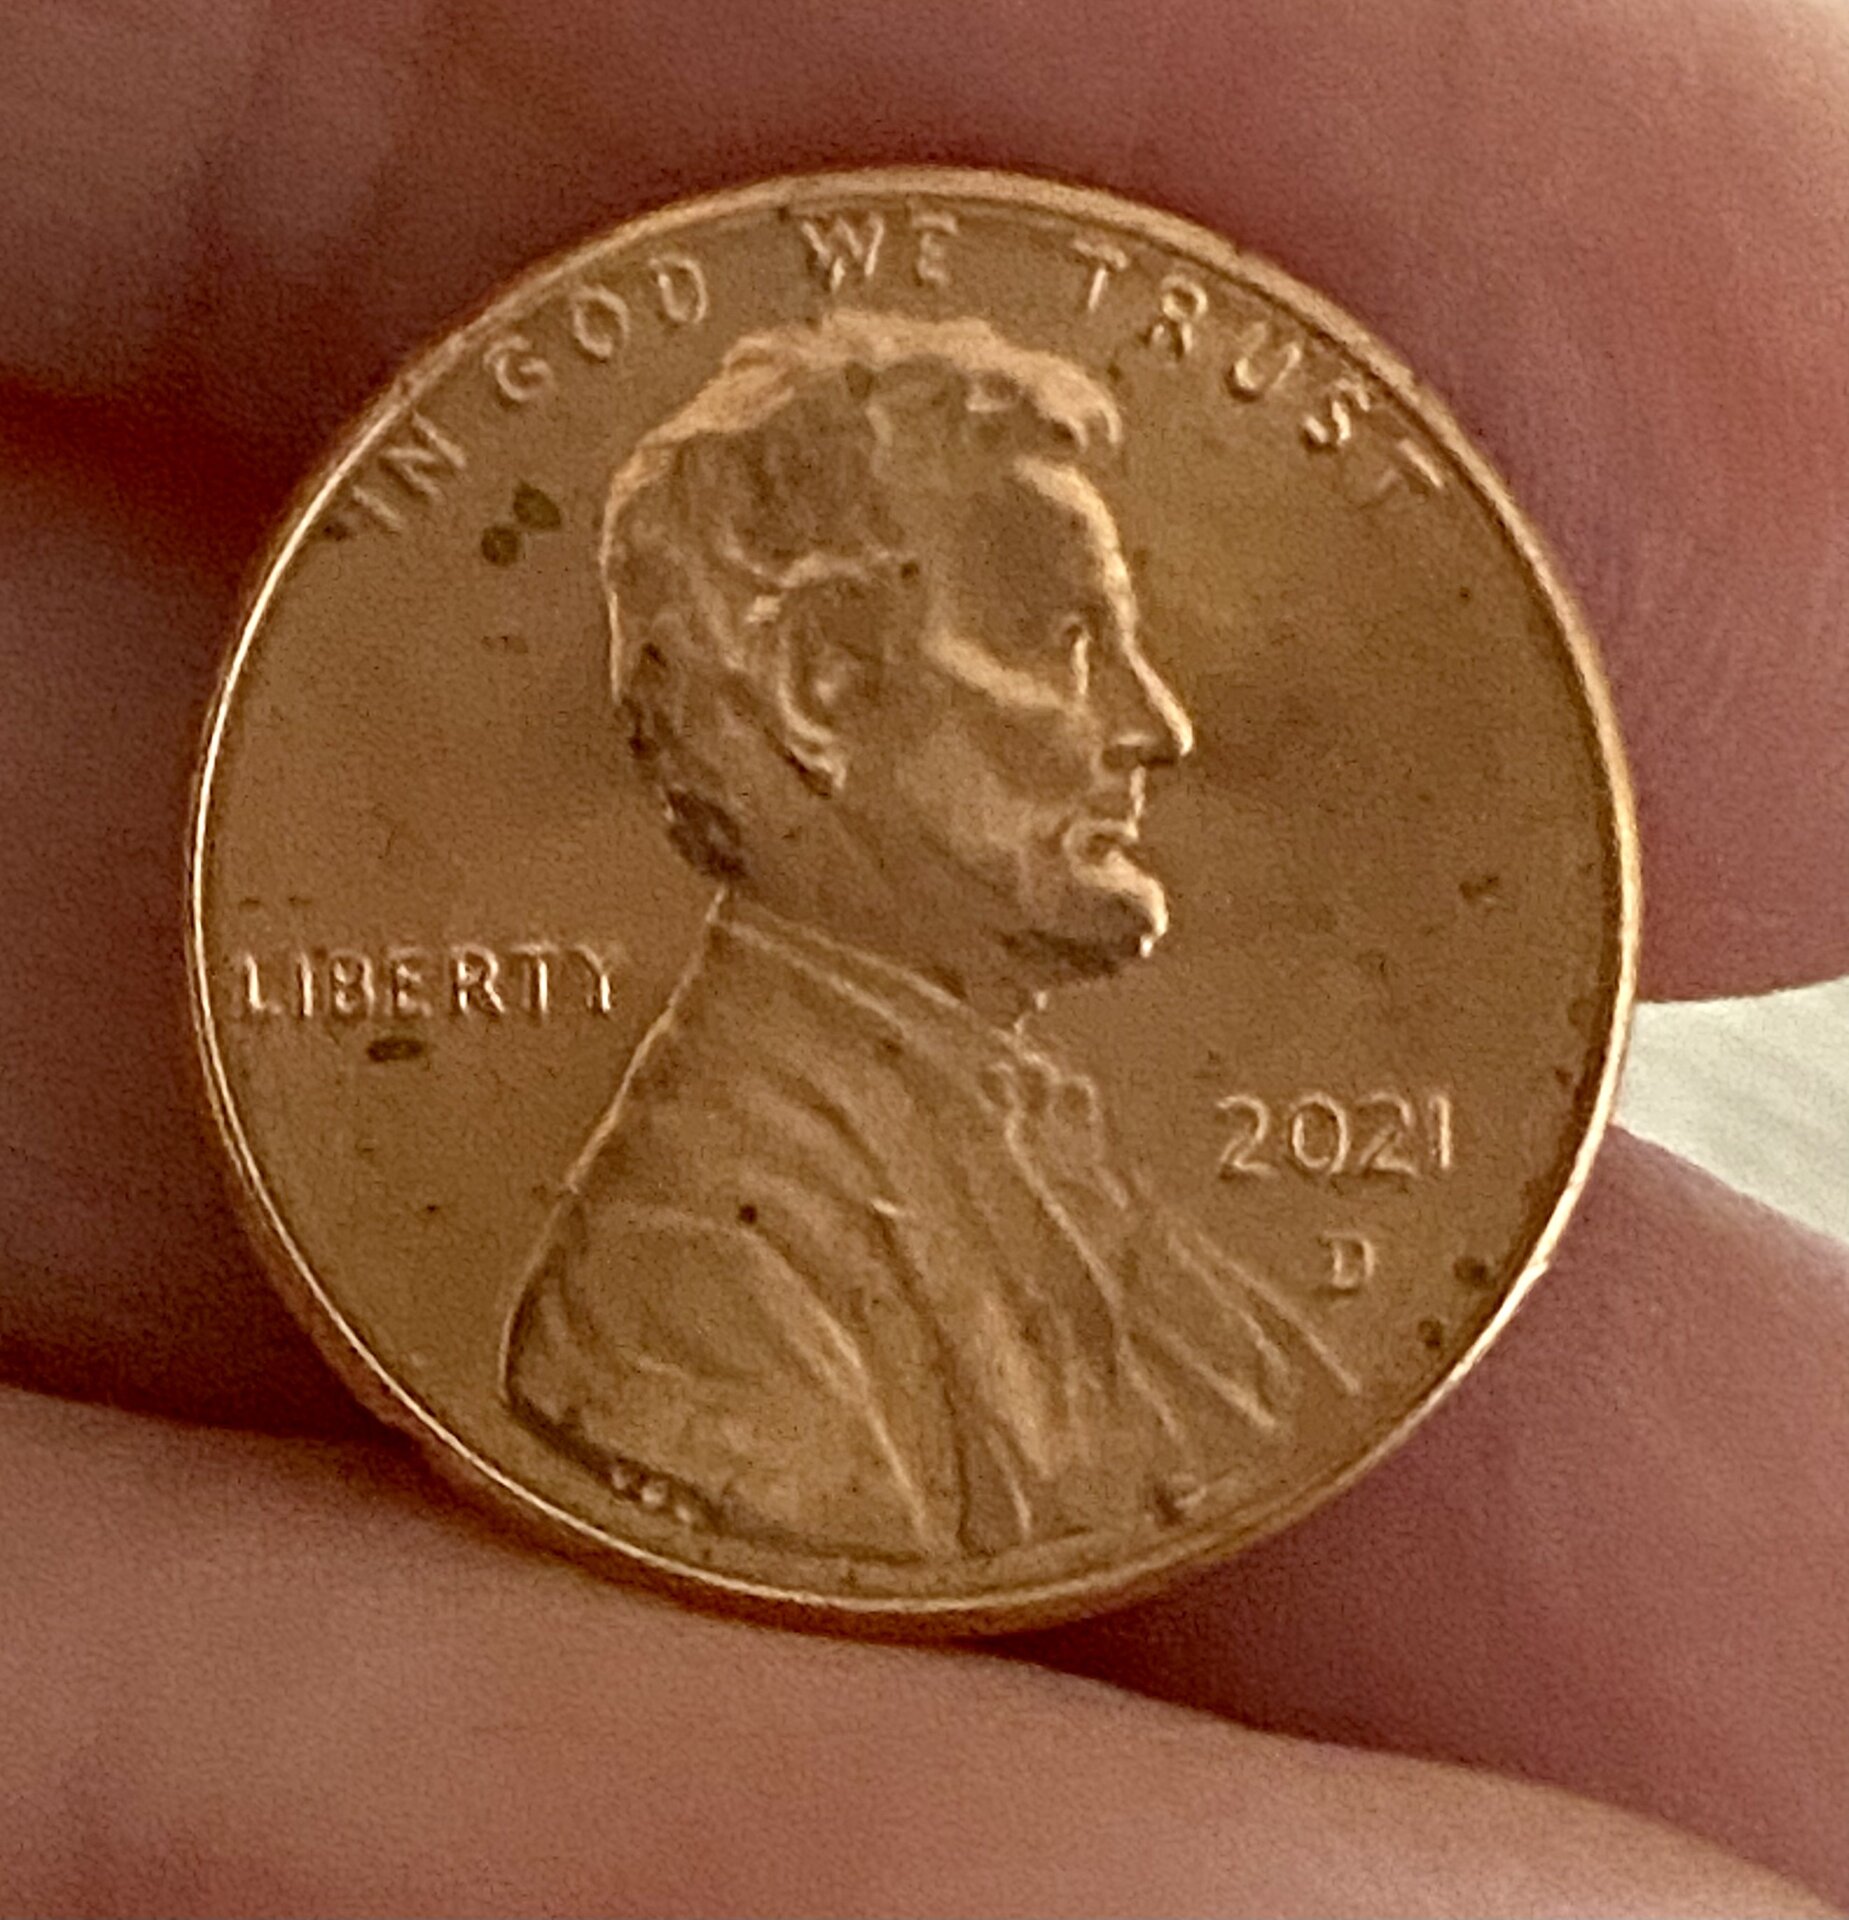 IN GOD WE TRUST
LIBERTY
2021
D